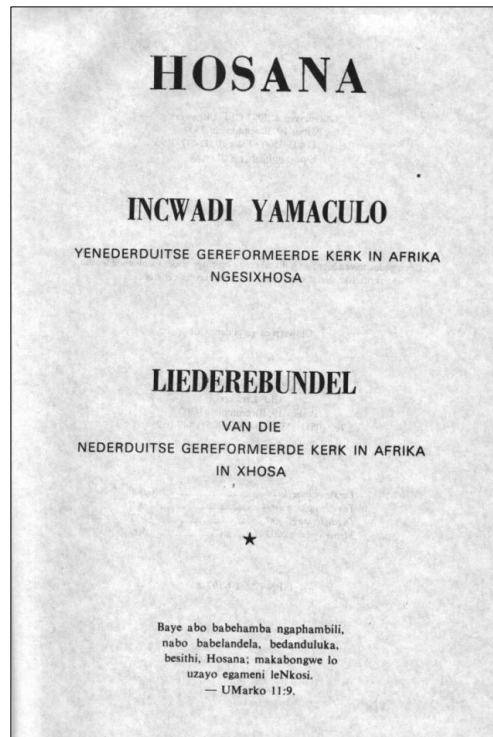 HOSANA
INCWADI YAMACULO
YENEDERDUITSE GEREFORMEERDE KERK IN AFRIKA
NGESIXHOSA
LIEDEREBUNDEL
VAN DIE
NEDERDUITSE GEREFORMEERDE KERK IN AFRIKA
IN XHOSA
★
Baye abo babehamba ngaphambili,
nabo babelandela, bedanduluka,
besithi, Hosana; makabongwe lo
uzayo egameni leNkosi.
— UMarko 11:9.